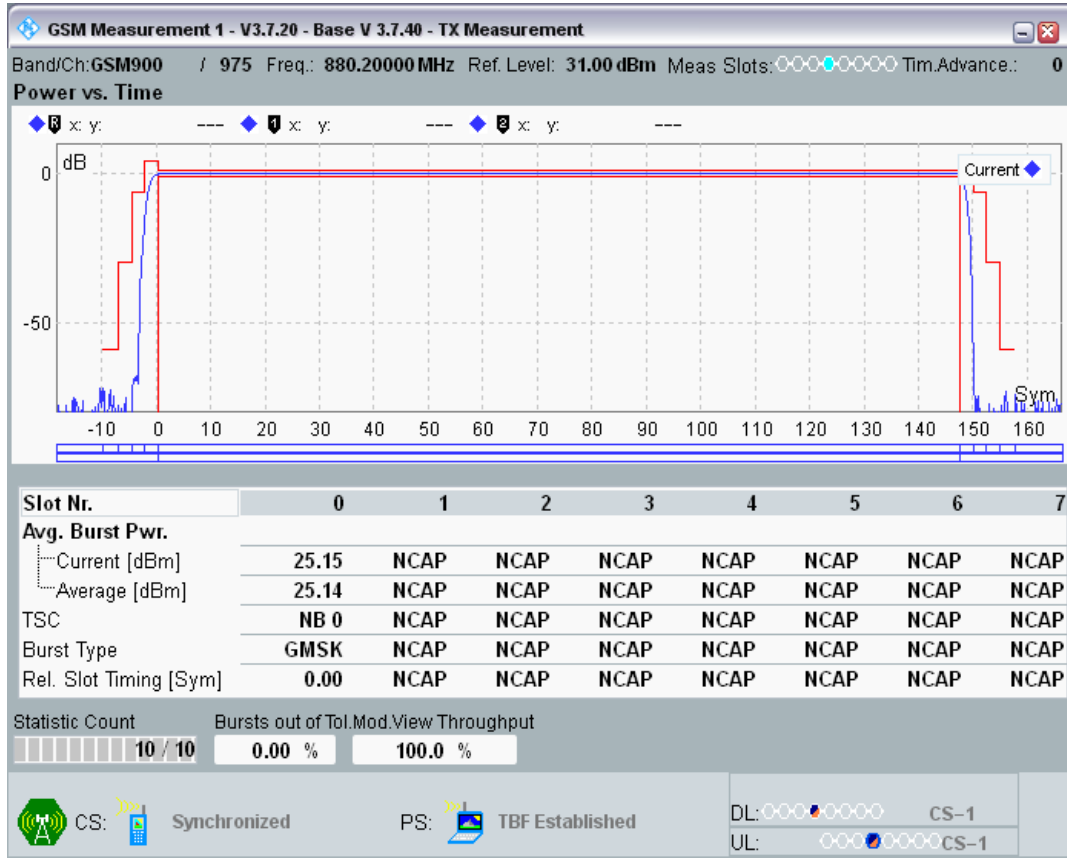 GSM Measurement 1 - V3.7.20 - Base V 3.7.40 - TX Measurement
Band/Ch:GSM900 / 975 Freq.: 880.20000 MHz Ref. Level: 31.00 dBm Meas Slots: Tim.Advance.: 0
Power vs. Time
R x: y: --- 1 x: y: --- 2 x: y: ---
dB
Current
0
-50
Sym
-10 0 10 20 30 40 50 60 70 80 90 100 110 120 130 140 150 160
Slot Nr. 0 1 2 3 4 5 6 7
Avg. Burst Pwr.
Current [dBm] 25.15 NCAP NCAP NCAP NCAP NCAP NCAP NCAP
Average [dBm] 25.14 NCAP NCAP NCAP NCAP NCAP NCAP NCAP
TSC NB 0 NCAP NCAP NCAP NCAP NCAP NCAP NCAP
Burst Type GMSK NCAP NCAP NCAP NCAP NCAP NCAP NCAP
Rel. Slot Timing [Sym] 0.00 NCAP NCAP NCAP NCAP NCAP NCAP NCAP
Statistic Count Bursts out of Tol.Mod.View Throughput
10 / 10 0.00 % 100.0 %
CS: Synchronized PS: TBF Established
DL: CS-1
UL: CS-1